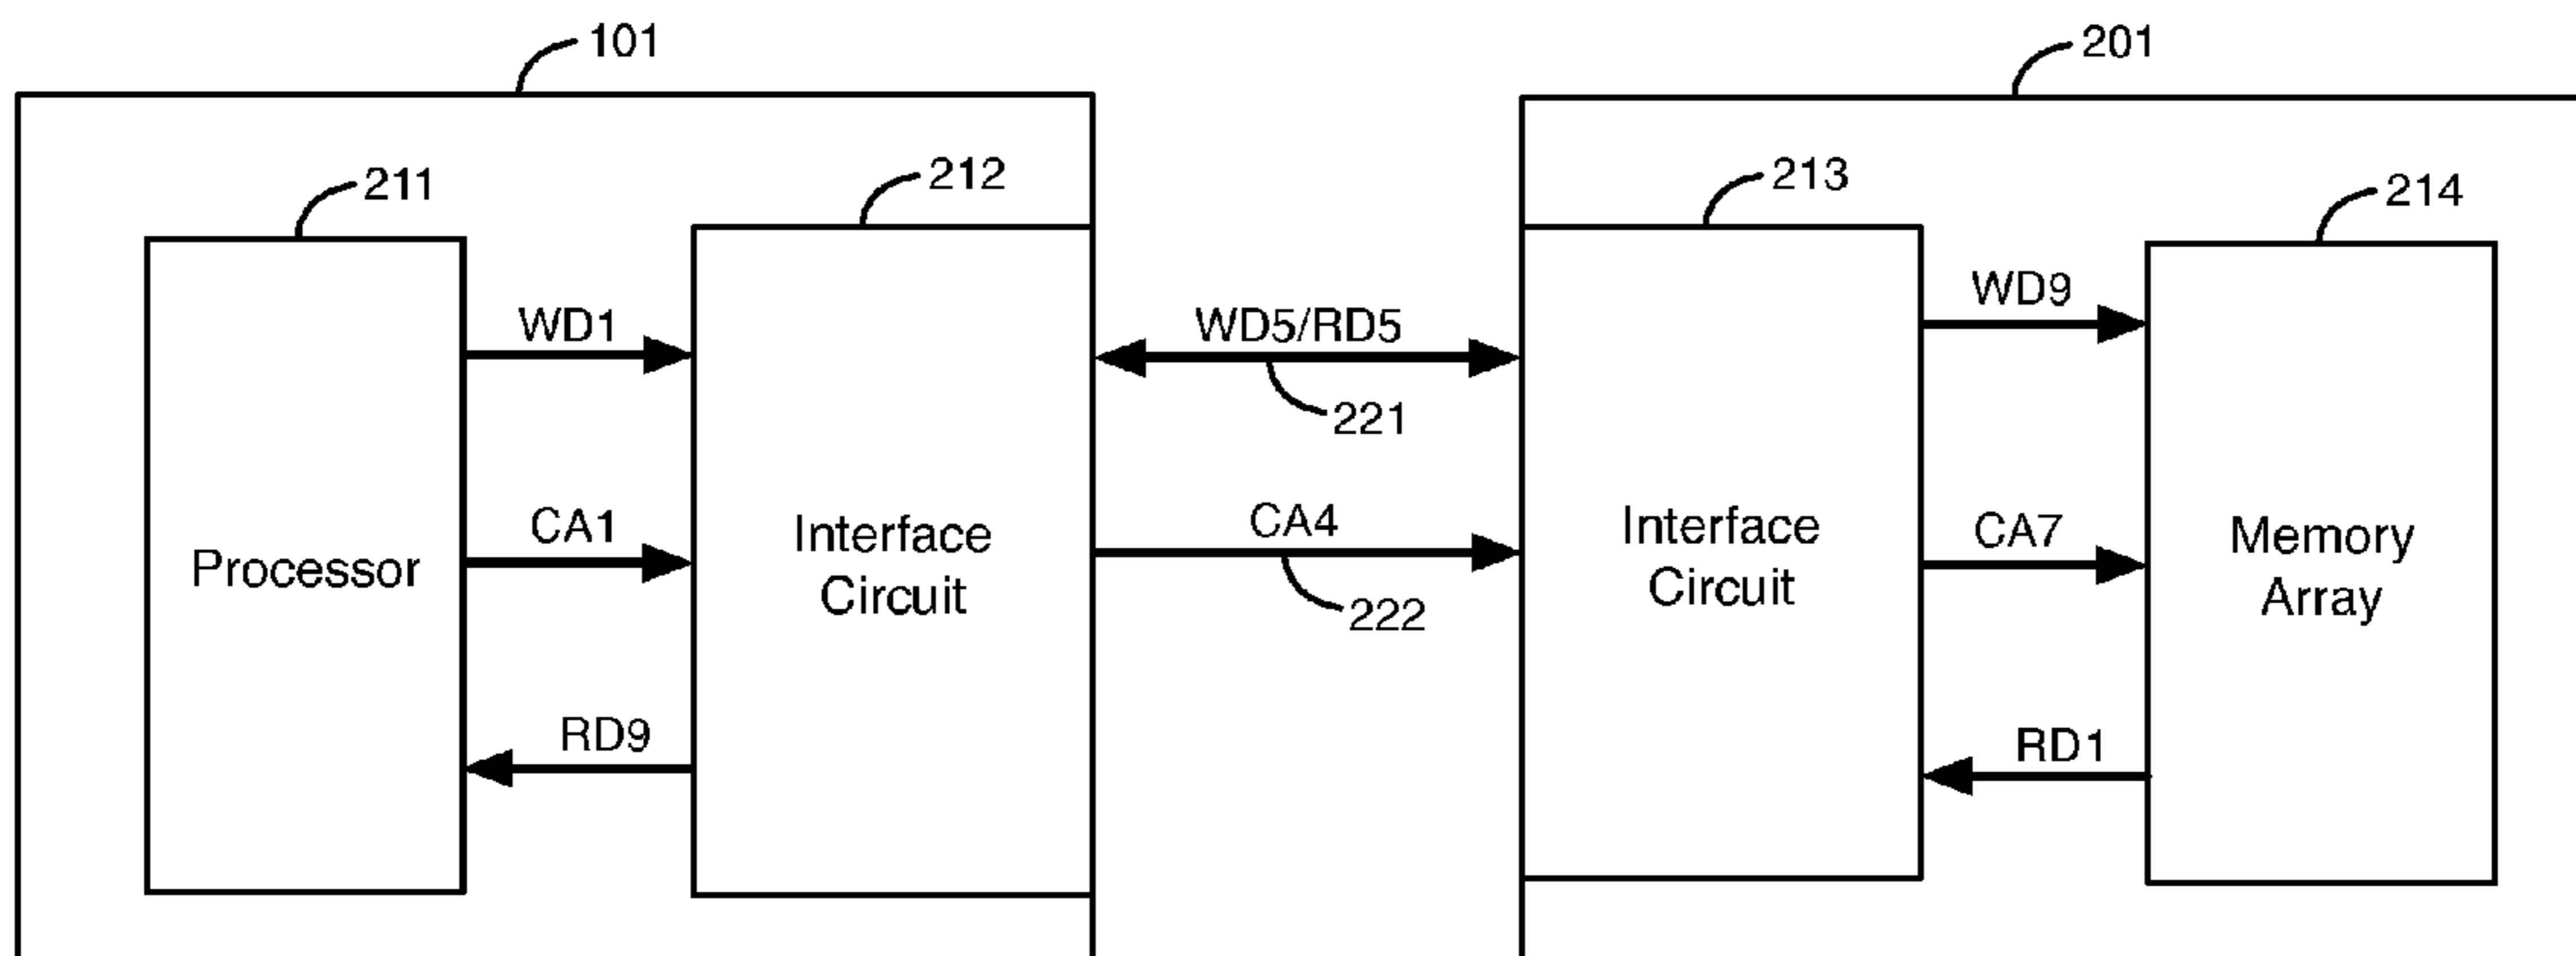 101
201
211
212
213
214
WD1
WD5/RD5
WD9
221
CA1
CA4
CA7
222
Processor
Interface
Circuit
Interface
Circuit
Memory
Array
RD9
RD1